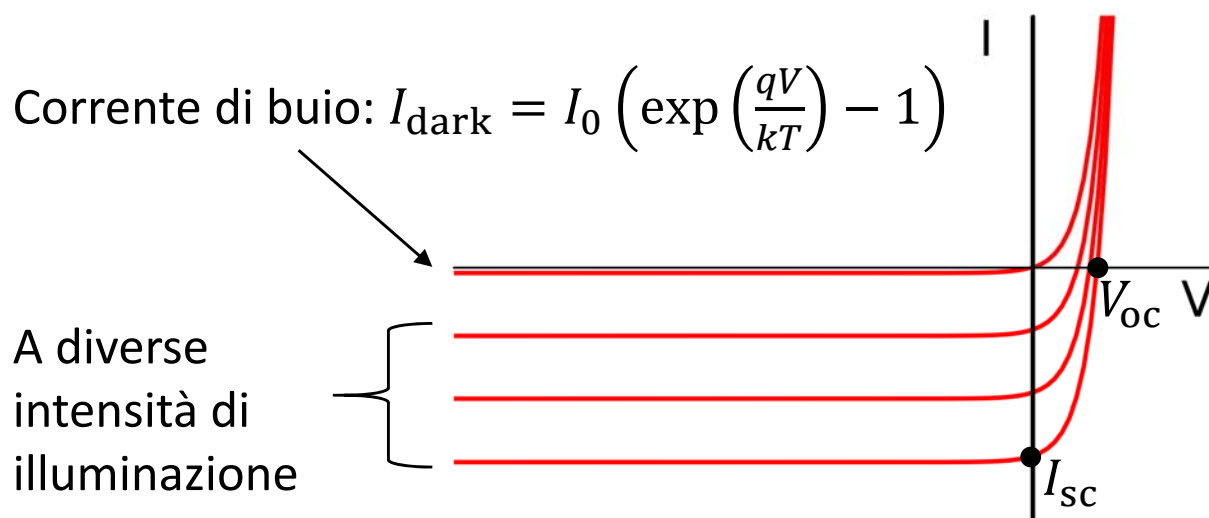 I
Corrente di buio: I_dark = I_0 (exp(qV/kT) − 1)
V_oc V
A diverse
intensità di
illuminazione
I_sc